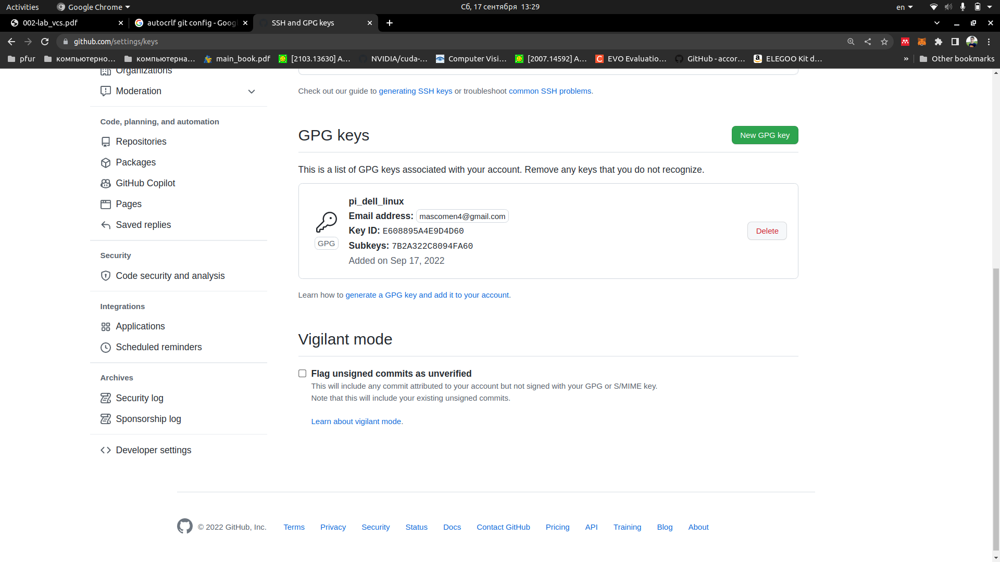 Activities
Google Chrome
Сб, 17 сентября 13:29
en
002-lab_vcs.pdf
autocrlf git config - Googl
SSH and GPG keys
github.com/settings/keys
pfur
компьютерно…
компьютерна…
main_book.pdf
[2103.13630] A…
NVIDIA/cuda-…
Computer Visi…
[2007.14592] A…
EVO Evaluatio…
GitHub - accor…
ELEGOO Kit d…
»
Other bookmarks
Organizations
Moderation
Code, planning, and automation
Repositories
Packages
GitHub Copilot
Pages
Saved replies
Security
Code security and analysis
Integrations
Applications
Scheduled reminders
Archives
Security log
Sponsorship log
Developer settings
Check out our guide to generating SSH keys or troubleshoot common SSH problems.
GPG keys
New GPG key
This is a list of GPG keys associated with your account. Remove any keys that you do not recognize.
GPG
pi_dell_linux
Email address: mascomen4@gmail.com
Key ID: E608895A4E9D4D60
Subkeys: 7B2A322C8094FA60
Added on Sep 17, 2022
Delete
Learn how to generate a GPG key and add it to your account.
Vigilant mode
Flag unsigned commits as unverified
This will include any commit attributed to your account but not signed with your GPG or S/MIME key.
Note that this will include your existing unsigned commits.
Learn about vigilant mode.
© 2022 GitHub, Inc.
Terms
Privacy
Security
Status
Docs
Contact GitHub
Pricing
API
Training
Blog
About